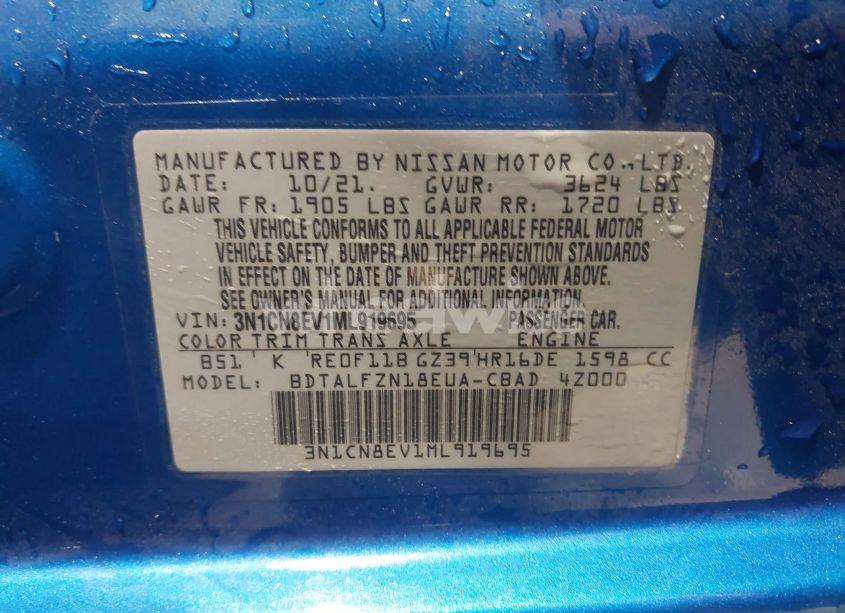 MANUFACTURED BY NISSAN MOTOR CO., LTD.
DATE: 10/21. GVWR: 3624 LBS
GAWR FR: 1905 LBS GAWR RR: 1720 LBS
THIS VEHICLE CONFORMS TO ALL APPLICABLE FEDERAL MOTOR
VEHICLE SAFETY, BUMPER AND THEFT PREVENTION STANDARDS
IN EFFECT ON THE DATE OF MANUFACTURE SHOWN ABOVE.
SEE OWNER'S MANUAL FOR ADDITIONAL INFORMATION.
VIN: 3N1CN8EV1ML919695 PASSENGER CAR.
COLOR TRIM TRANS AXLE ENGINE
B51 K RE0F11B GZ39 HR16DE 1598 CC
MODEL: BDTALFZN18EUA-CBAD 4Z000
3N1CN8EV1ML919695